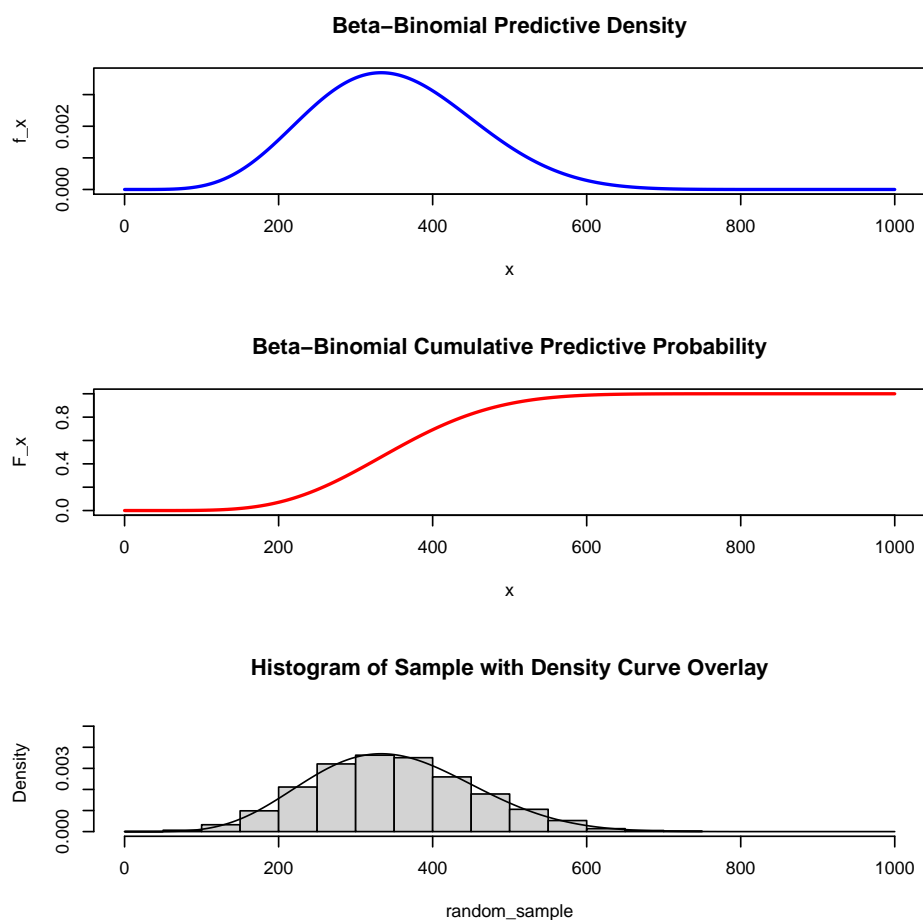 Beta−Binomial Predictive Density
f_x
0.002
0.000
0 200 400 600 800 1000
x
Beta−Binomial Cumulative Predictive Probability
F_x
0.8
0.4
0.0
0 200 400 600 800 1000
x
Histogram of Sample with Density Curve Overlay
Density
0.003
0.000
0 200 400 600 800 1000
random_sample